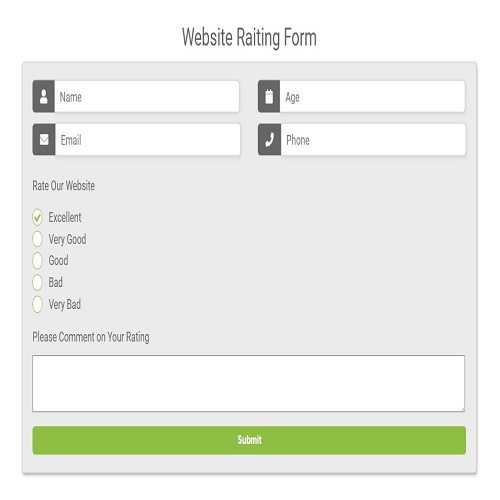 Website Raiting Form
Name
Age
Email
Phone
Rate Our Website
Excellent
Very Good
Good
Bad
Very Bad
Please Comment on Your Rating
Submit